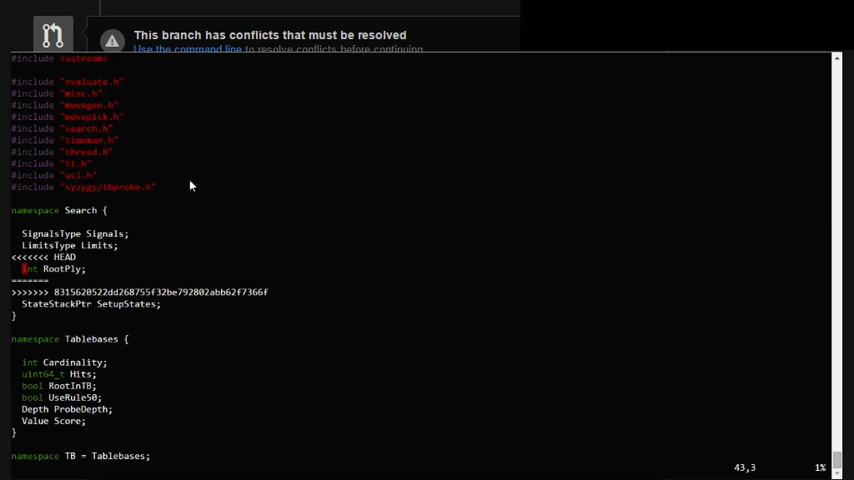 This branch has conflicts that must be resolved
Use the command line to resolve conflicts before continuing.
#include <sstream>
#include "evaluate.h"
#include "misc.h"
#include "movegen.h"
#include "movepick.h"
#include "search.h"
#include "timeman.h"
#include "thread.h"
#include "tt.h"
#include "uci.h"
#include "syzygy/tbprobe.h"
namespace Search {
SignalsType Signals;
LimitsType Limits;
<<<<<<< HEAD
int RootPly;
=======
>>>>>>> 8315620522dd268755f32be792802abb62f7366f
StateStackPtr SetupStates;
}
namespace Tablebases {
int Cardinality;
uint64_t Hits;
bool RootInTB;
bool UseRule50;
Depth ProbeDepth;
Value Score;
}
namespace TB = Tablebases;
43,3 1%